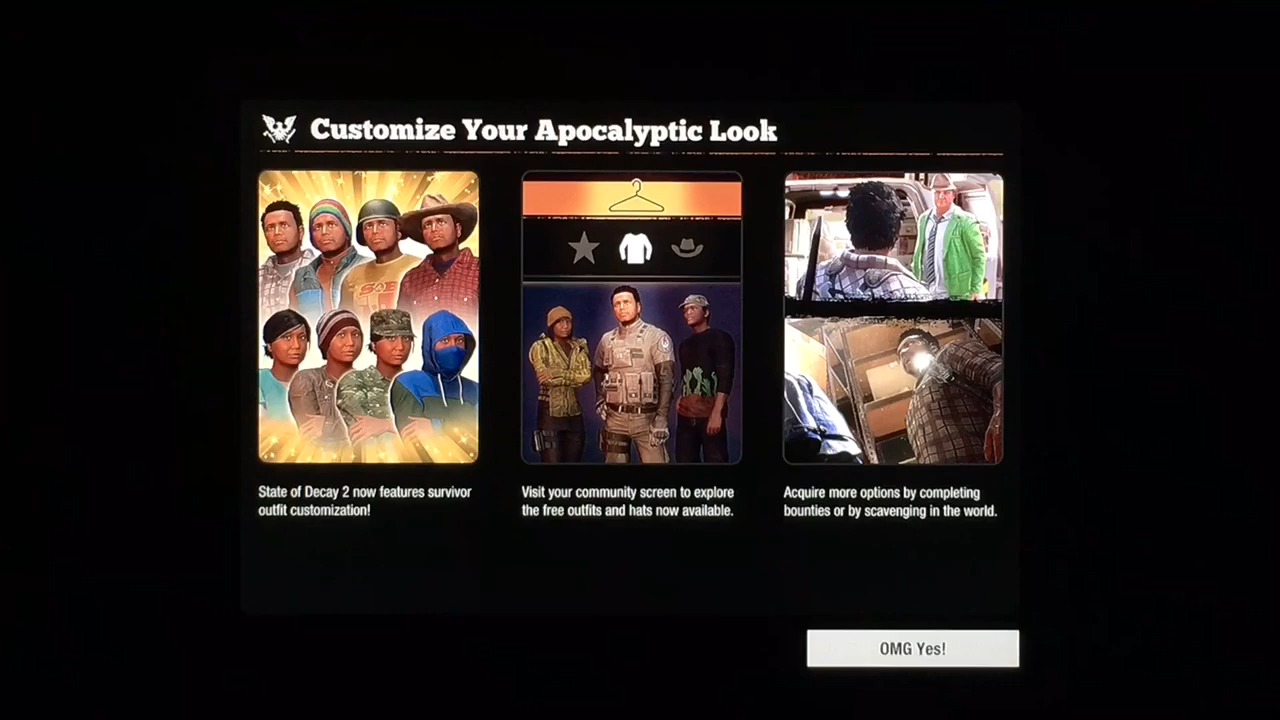 Customize Your Apocalyptic Look
State of Decay 2 now features survivor
outfit customization!
Visit your community screen to explore
the free outfits and hats now available.
Acquire more options by completing
bounties or by scavenging in the world.
OMG Yes!